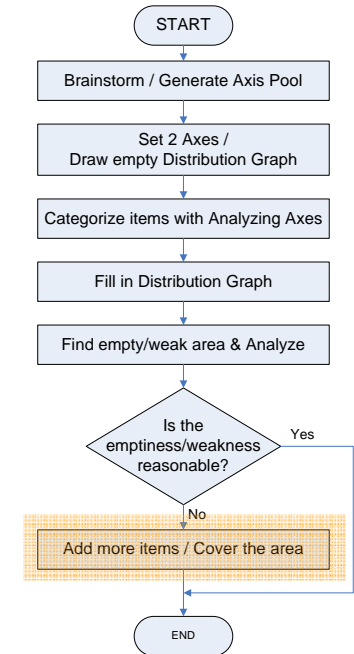 START
Brainstorm / Generate Axis Pool
Set 2 Axes /
Draw empty Distribution Graph
Categorize items with Analyzing Axes
Fill in Distribution Graph
Find empty/weak area & Analyze
Is the
emptiness/weakness
reasonable?
Yes
No
Add more items / Cover the area
END